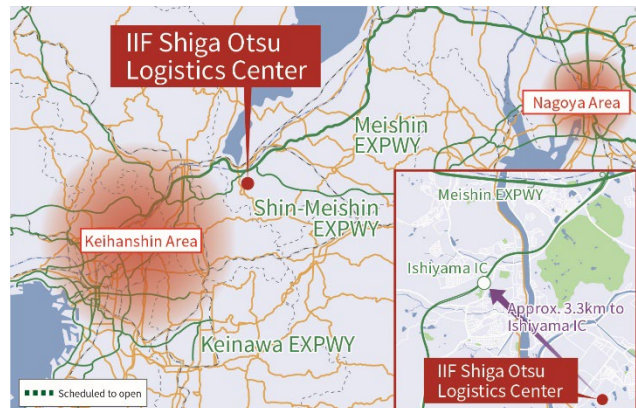 IIF Shiga Otsu
Logistics Center
Nagoya Area
Meishin
EXPWY
Shin-Meishin
EXPWY
Keihanshin Area
Keinawa EXPWY
Scheduled to open
Meishin EXPWY
Ishiyama IC
Approx. 3.3km to
Ishiyama IC
IIF Shiga Otsu
Logistics Center